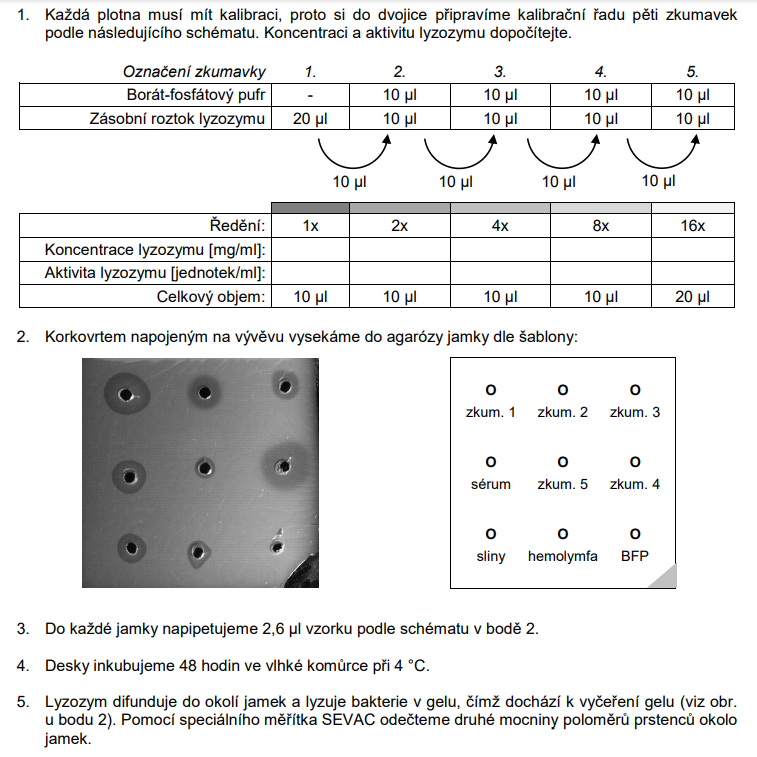 1. Každá plotna musí mít kalibraci, proto si do dvojice připravíme kalibrační řadu pěti zkumavek
podle následujícího schématu. Koncentraci a aktivitu lyzozymu dopočítejte.
Označení zkumavky 1. 2. 3. 4. 5.
Borát-fosfátový pufr - 10 µl 10 µl 10 µl 10 µl
Zásobní roztok lyzozymu 20 µl 10 µl 10 µl 10 µl 10 µl
10 µl 10 µl 10 µl 10 µl
Ředění: 1x 2x 4x 8x 16x
Koncentrace lyzozymu [mg/ml]:
Aktivita lyzozymu [jednotek/ml]:
Celkový objem: 10 µl 10 µl 10 µl 10 µl 20 µl
2. Korkovrtem napojeným na vývěvu vysekáme do agarózy jamky dle šablony:
zkum. 1 zkum. 2 zkum. 3
sérum zkum. 5 zkum. 4
sliny hemolymfa BFP
3. Do každé jamky napipetujeme 2,6 µl vzorku podle schématu v bodě 2.
4. Desky inkubujeme 48 hodin ve vlhké komůrce při 4 °C.
5. Lyzozym difunduje do okolí jamek a lyzuje bakterie v gelu, čímž dochází k vyčeření gelu (viz obr.
u bodu 2). Pomocí speciálního měřítka SEVAC odečteme druhé mocniny poloměrů prstenců okolo
jamek.